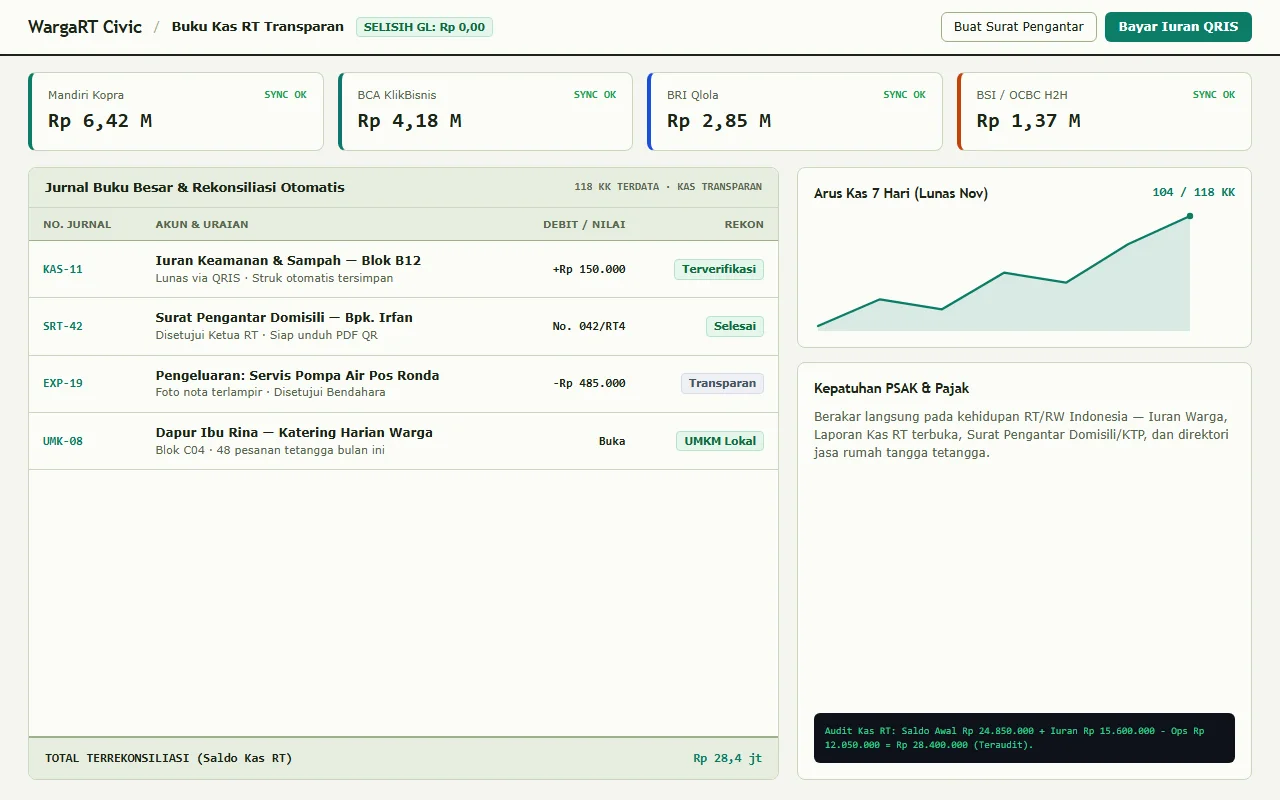 WargaRT Civic / Buku Kas RT Transparan SELISIH GL: Rp 0,00
Buat Surat Pengantar
Bayar Iuran QRIS
Mandiri Kopra SYNC OK
Rp 6,42 M
BCA KlikBisnis SYNC OK
Rp 4,18 M
BRI Qlola SYNC OK
Rp 2,85 M
BSI / OCBC H2H SYNC OK
Rp 1,37 M
Jurnal Buku Besar & Rekonsiliasi Otomatis 118 KK TERDATA · KAS TRANSPARAN
NO. JURNAL AKUN & URAIAN DEBIT / NILAI REKON
KAS-11 Iuran Keamanan & Sampah — Blok B12 +Rp 150.000 Terverifikasi
Lunas via QRIS · Struk otomatis tersimpan
SRT-42 Surat Pengantar Domisili — Bpk. Irfan No. 042/RT4 Selesai
Disetujui Ketua RT · Siap unduh PDF QR
EXP-19 Pengeluaran: Servis Pompa Air Pos Ronda -Rp 485.000 Transparan
Foto nota terlampir · Disetujui Bendahara
UMK-08 Dapur Ibu Rina — Katering Harian Warga Buka UMKM Lokal
Blok C04 · 48 pesanan tetangga bulan ini
TOTAL TERREKONSILIASI (Saldo Kas RT) Rp 28,4 jt
Arus Kas 7 Hari (Lunas Nov) 104 / 118 KK
Kepatuhan PSAK & Pajak
Berakar langsung pada kehidupan RT/RW Indonesia — Iuran Warga,
Laporan Kas RT terbuka, Surat Pengantar Domisili/KTP, dan direktori
jasa rumah tangga tetangga.
Audit Kas RT: Saldo Awal Rp 24.850.000 + Iuran Rp 15.600.000 - Ops Rp
12.050.000 = Rp 28.400.000 (Teraudit).